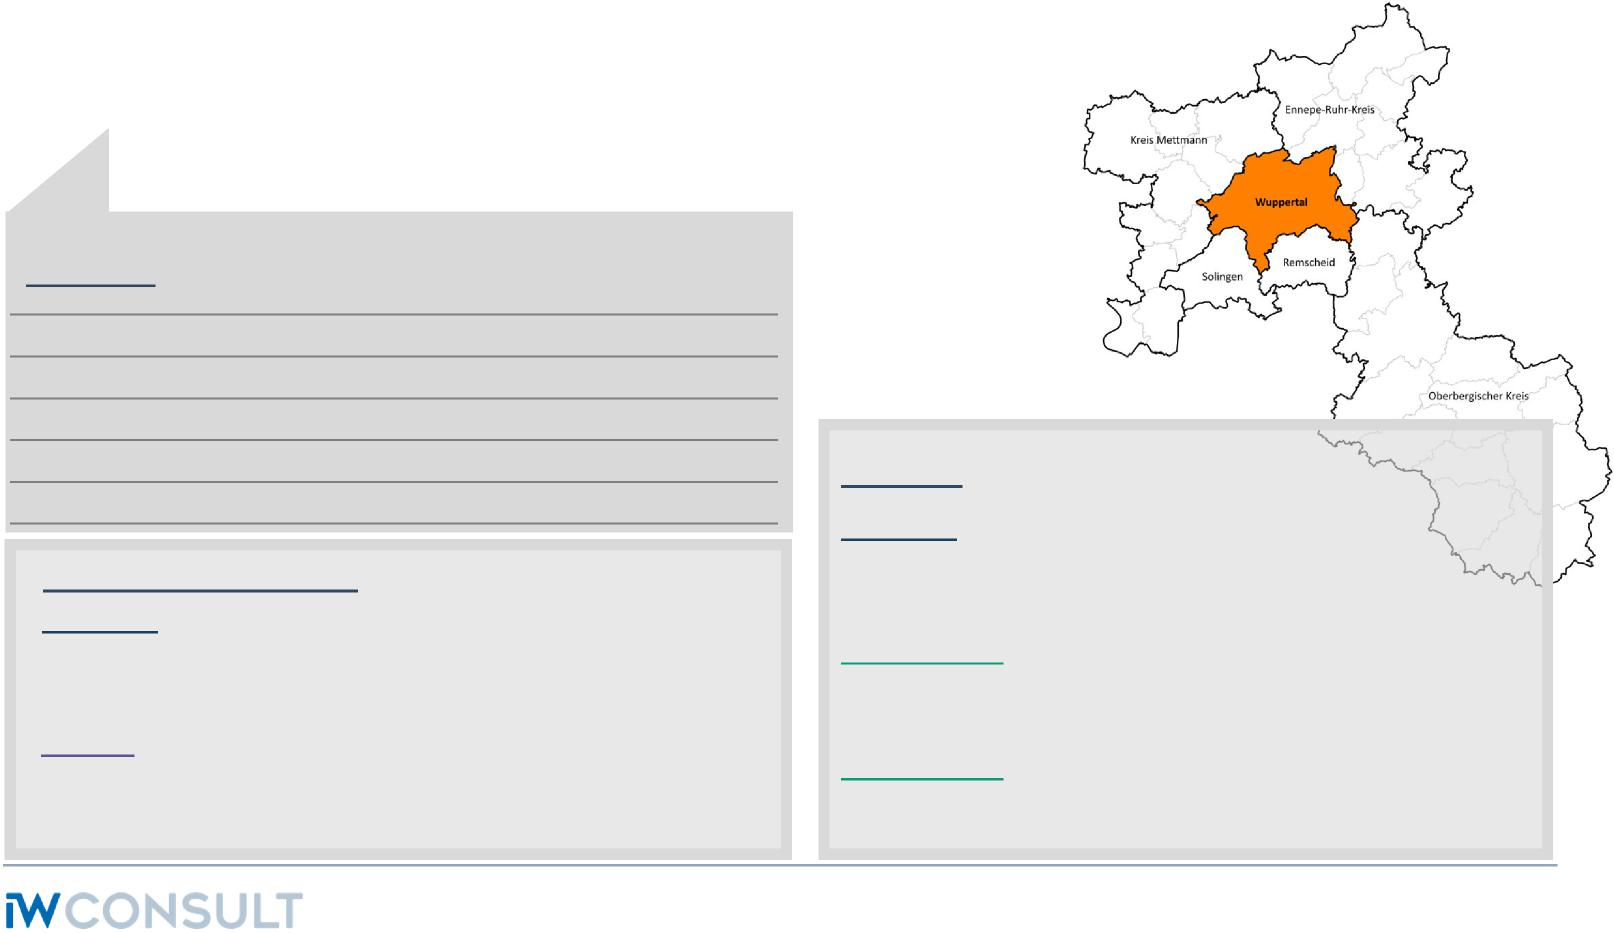 Ennepe-Ruhr-Kreis
Kreis Mettmann
Wuppertal
Remscheid
Solingen
Oberbergischer Kreis
iW CONSULT